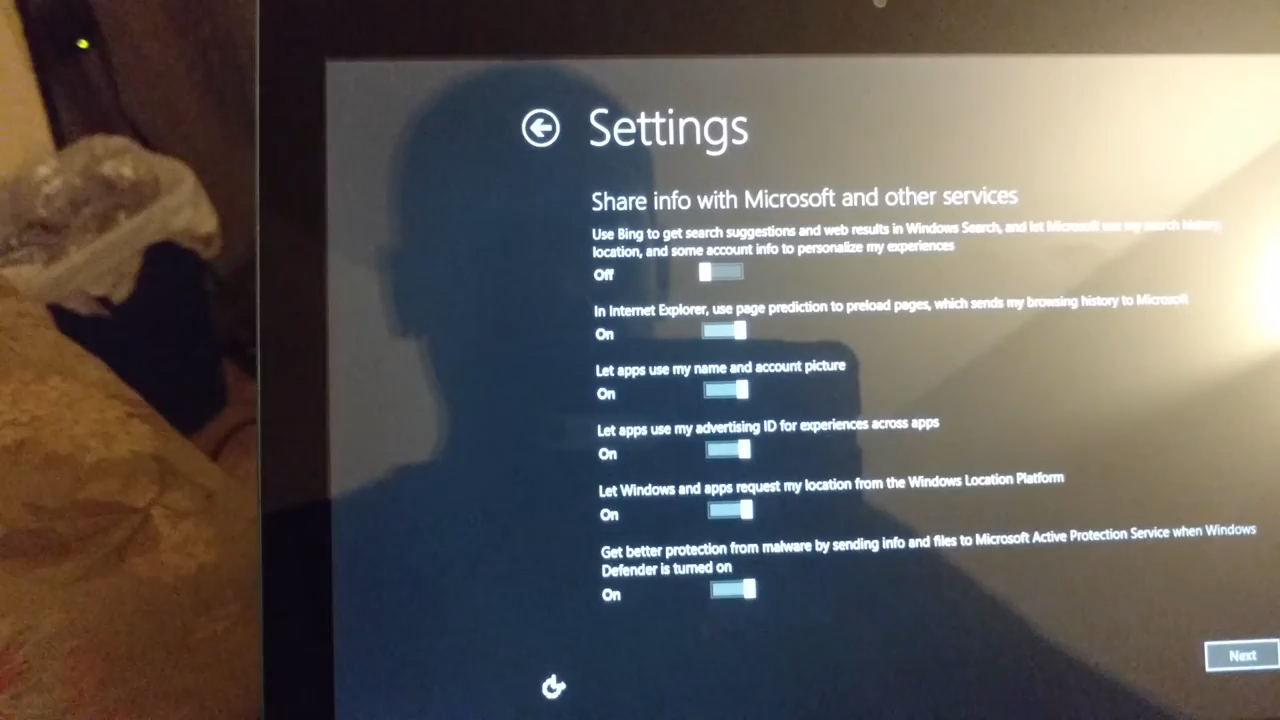 Settings
Share info with Microsoft and other services
Use Bing to get search suggestions and web results in Windows Search, and let Microsoft use my search history,
location, and some account info to personalize my experiences
Off
In Internet Explorer, use page prediction to preload pages, which sends my browsing history to Microsoft
On
Let apps use my name and account picture
On
Let apps use my advertising ID for experiences across apps
On
Let Windows and apps request my location from the Windows Location Platform
On
Get better protection from malware by sending info and files to Microsoft Active Protection Service when Windows
Defender is turned on
On
Next